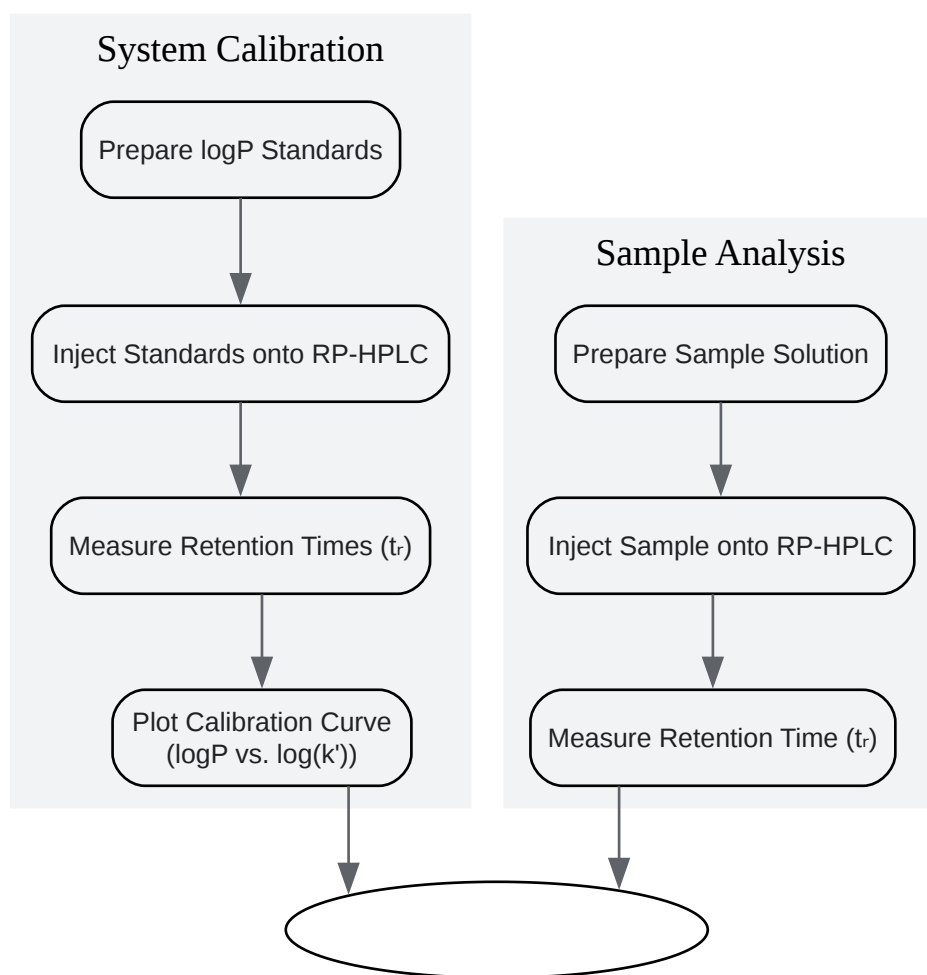 System Calibration
Prepare logP Standards
Inject Standards onto RP-HPLC
Measure Retention Times (tᵣ)
Plot Calibration Curve
(logP vs. log(k'))
Sample Analysis
Prepare Sample Solution
Inject Sample onto RP-HPLC
Measure Retention Time (tᵣ)